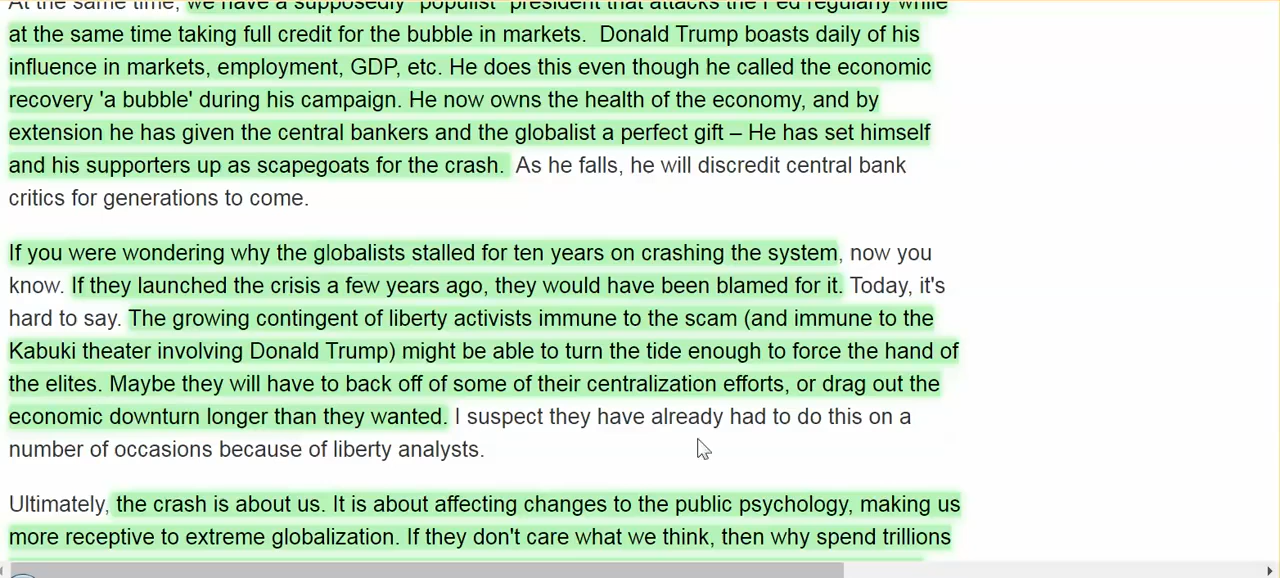 At the same time, we have a supposedly "populist" president that attacks the Fed regularly while
at the same time taking full credit for the bubble in markets.  Donald Trump boasts daily of his
influence in markets, employment, GDP, etc. He does this even though he called the economic
recovery 'a bubble' during his campaign. He now owns the health of the economy, and by
extension he has given the central bankers and the globalist a perfect gift – He has set himself
and his supporters up as scapegoats for the crash.  As he falls, he will discredit central bank
critics for generations to come.
If you were wondering why the globalists stalled for ten years on crashing the system, now you
know. If they launched the crisis a few years ago, they would have been blamed for it. Today, it's
hard to say. The growing contingent of liberty activists immune to the scam (and immune to the
Kabuki theater involving Donald Trump) might be able to turn the tide enough to force the hand of
the elites. Maybe they will have to back off of some of their centralization efforts, or drag out the
economic downturn longer than they wanted. I suspect they have already had to do this on a
number of occasions because of liberty analysts.
Ultimately, the crash is about us. It is about affecting changes to the public psychology, making us
more receptive to extreme globalization. If they don't care what we think, then why spend trillions